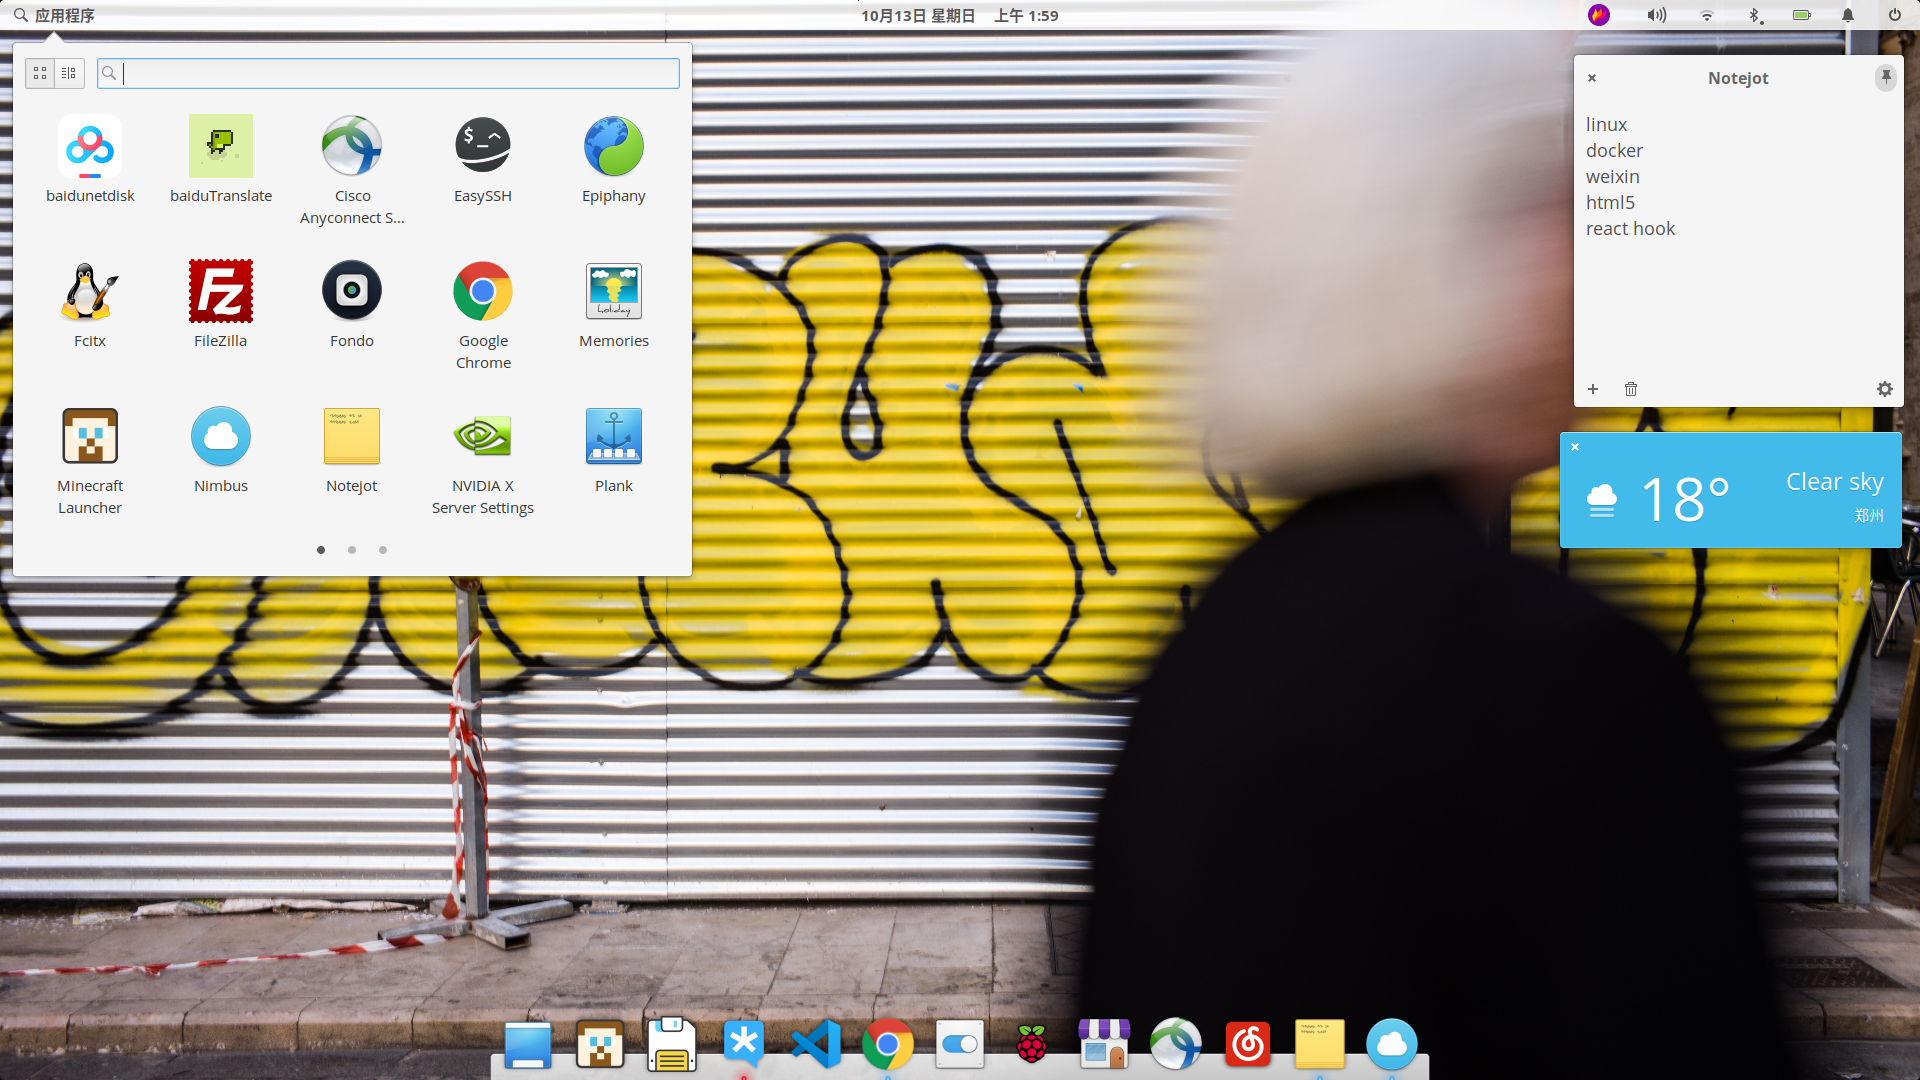 应用程序
10月13日 星期日 上午 1:59
baidunetdisk
baiduTranslate
Cisco
Anyconnect S...
EasySSH
Epiphany
Fcitx
FileZilla
Fondo
Google
Chrome
Memories
Minecraft
Launcher
Nimbus
Notejot
NVIDIA X
Server Settings
Plank
Notejot
linux
docker
weixin
html5
react hook
18°
Clear sky
郑州
$ _
Fz
holiday